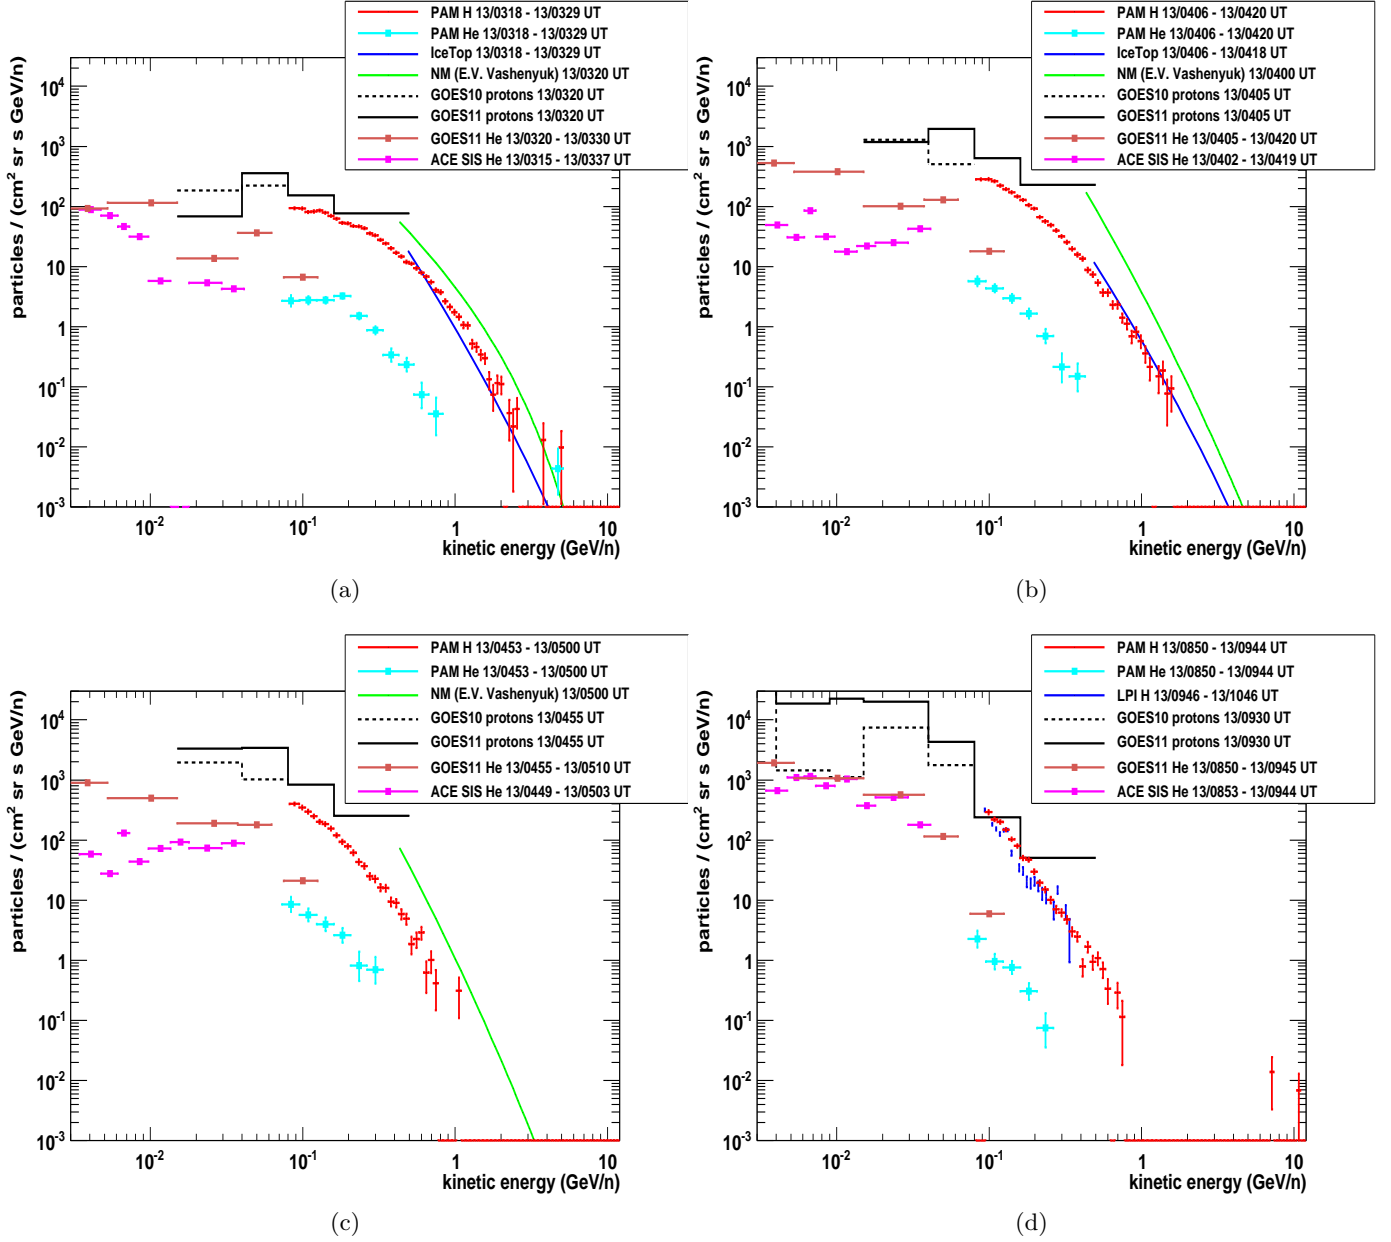 PAM H 13/0318 - 13/0329 UT
PAM He 13/0318 - 13/0329 UT
IceTop 13/0318 - 13/0329 UT
NM (E.V. Vashenyuk) 13/0320 UT
GOES10 protons 13/0320 UT
GOES11 protons 13/0320 UT
GOES11 He 13/0320 - 13/0330 UT
ACE SIS He 13/0315 - 13/0337 UT
particles / (cm² sr s GeV/n)
10⁴
10³
10²
10
1
10⁻¹
10⁻²
10⁻³
10⁻² 10⁻¹ 1 10
kinetic energy (GeV/n)
(a)
PAM H 13/0406 - 13/0420 UT
PAM He 13/0406 - 13/0420 UT
IceTop 13/0406 - 13/0418 UT
NM (E.V. Vashenyuk) 13/0400 UT
GOES10 protons 13/0405 UT
GOES11 protons 13/0405 UT
GOES11 He 13/0405 - 13/0420 UT
ACE SIS He 13/0402 - 13/0419 UT
particles / (cm² sr s GeV/n)
10⁴
10³
10²
10
1
10⁻¹
10⁻²
10⁻³
10⁻² 10⁻¹ 1 10
kinetic energy (GeV/n)
(b)
PAM H 13/0453 - 13/0500 UT
PAM He 13/0453 - 13/0500 UT
NM (E.V. Vashenyuk) 13/0500 UT
GOES10 protons 13/0455 UT
GOES11 protons 13/0455 UT
GOES11 He 13/0455 - 13/0510 UT
ACE SIS He 13/0449 - 13/0503 UT
particles / (cm² sr s GeV/n)
10⁴
10³
10²
10
1
10⁻¹
10⁻²
10⁻³
10⁻² 10⁻¹ 1 10
kinetic energy (GeV/n)
(c)
PAM H 13/0850 - 13/0944 UT
PAM He 13/0850 - 13/0944 UT
LPI H 13/0946 - 13/1046 UT
GOES10 protons 13/0930 UT
GOES11 protons 13/0930 UT
GOES11 He 13/0850 - 13/0945 UT
ACE SIS He 13/0853 - 13/0944 UT
particles / (cm² sr s GeV/n)
10⁴
10³
10²
10
1
10⁻¹
10⁻²
10⁻³
10⁻² 10⁻¹ 1 10
kinetic energy (GeV/n)
(d)